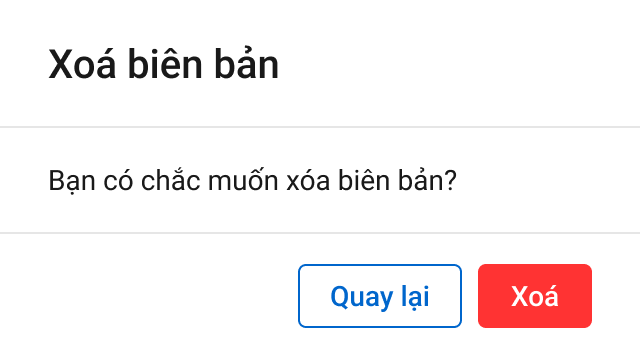 Xoá biên bản
Bạn có chắc muốn xóa biên bản?
Quay lại
Xoá